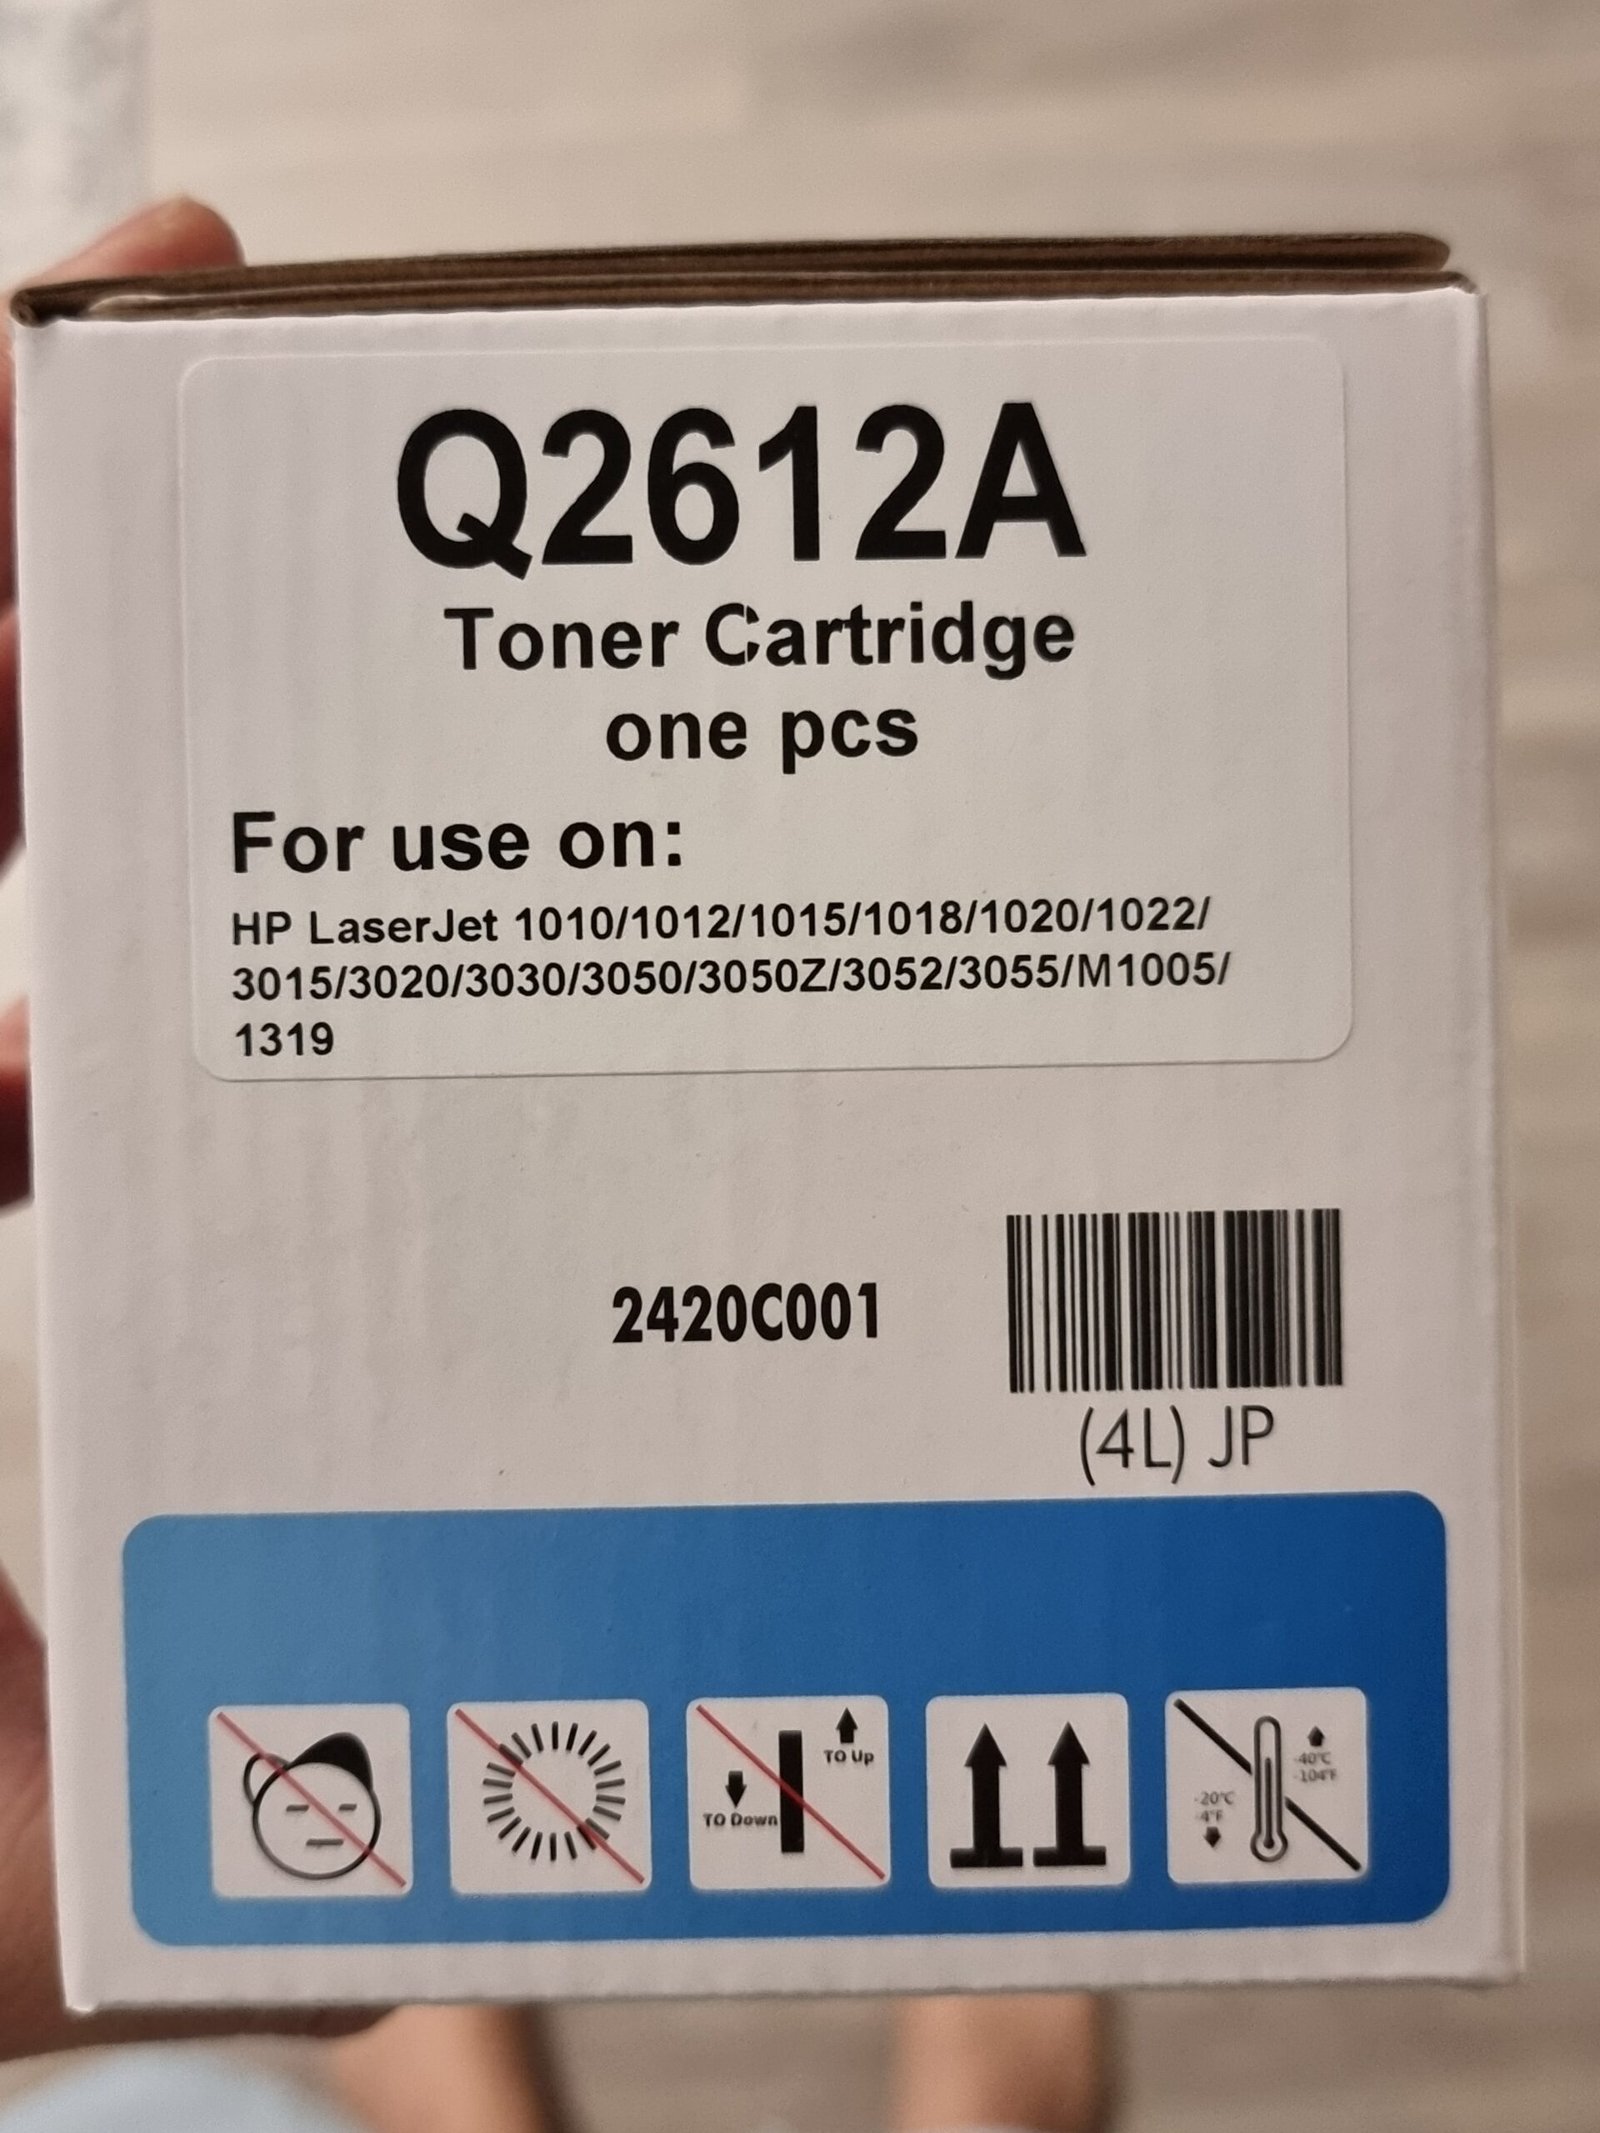 Q2612A
Toner Cartridge
one pcs
For use on:
HP LaserJet 1010/1012/1015/1018/1020/1022/
3015/3020/3030/3050/3050Z/3052/3055/M1005/
1319
2420C001
(4L) JP
TO Up
TO Down
-40°C
-104°F
-20°C
-4°F